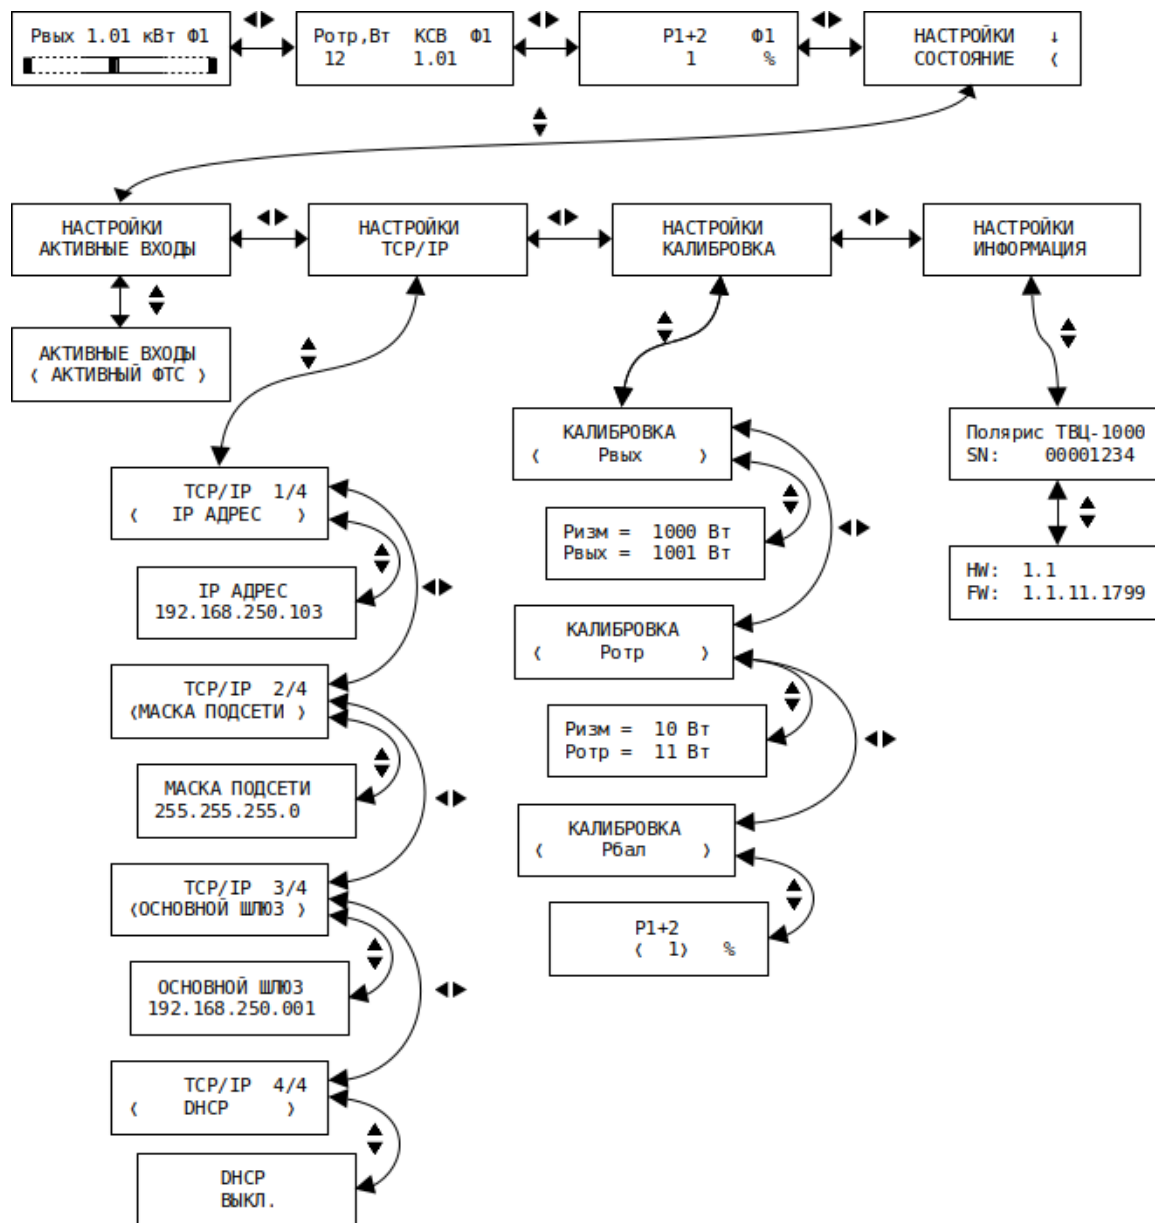 Рвых 1.01 кВт Ф1
Ротр,Вт КСВ Ф1
12 1.01
Р1+2 Ф1
1 %
НАСТРОЙКИ ↓
СОСТОЯНИЕ ⟨
НАСТРОЙКИ
АКТИВНЫЕ ВХОДЫ
НАСТРОЙКИ
TCP/IP
НАСТРОЙКИ
КАЛИБРОВКА
НАСТРОЙКИ
ИНФОРМАЦИЯ
АКТИВНЫЕ ВХОДЫ
⟨ АКТИВНЫЙ ФТС ⟩
TCP/IP 1/4
⟨ IP АДРЕС ⟩
IP АДРЕС
192.168.250.103
TCP/IP 2/4
⟨МАСКА ПОДСЕТИ ⟩
МАСКА ПОДСЕТИ
255.255.255.0
TCP/IP 3/4
⟨ОСНОВНОЙ ШЛЮЗ ⟩
ОСНОВНОЙ ШЛЮЗ
192.168.250.001
TCP/IP 4/4
⟨ DHCP ⟩
DHCP
ВЫКЛ.
КАЛИБРОВКА
⟨ Рвых ⟩
Ризм = 1000 Вт
Рвых = 1001 Вт
КАЛИБРОВКА
⟨ Ротр ⟩
Ризм = 10 Вт
Ротр = 11 Вт
КАЛИБРОВКА
⟨ Рбал ⟩
Р1+2
⟨ 1⟩ %
Полярис ТВЦ-1000
SN: 00001234
HW: 1.1
FW: 1.1.11.1799